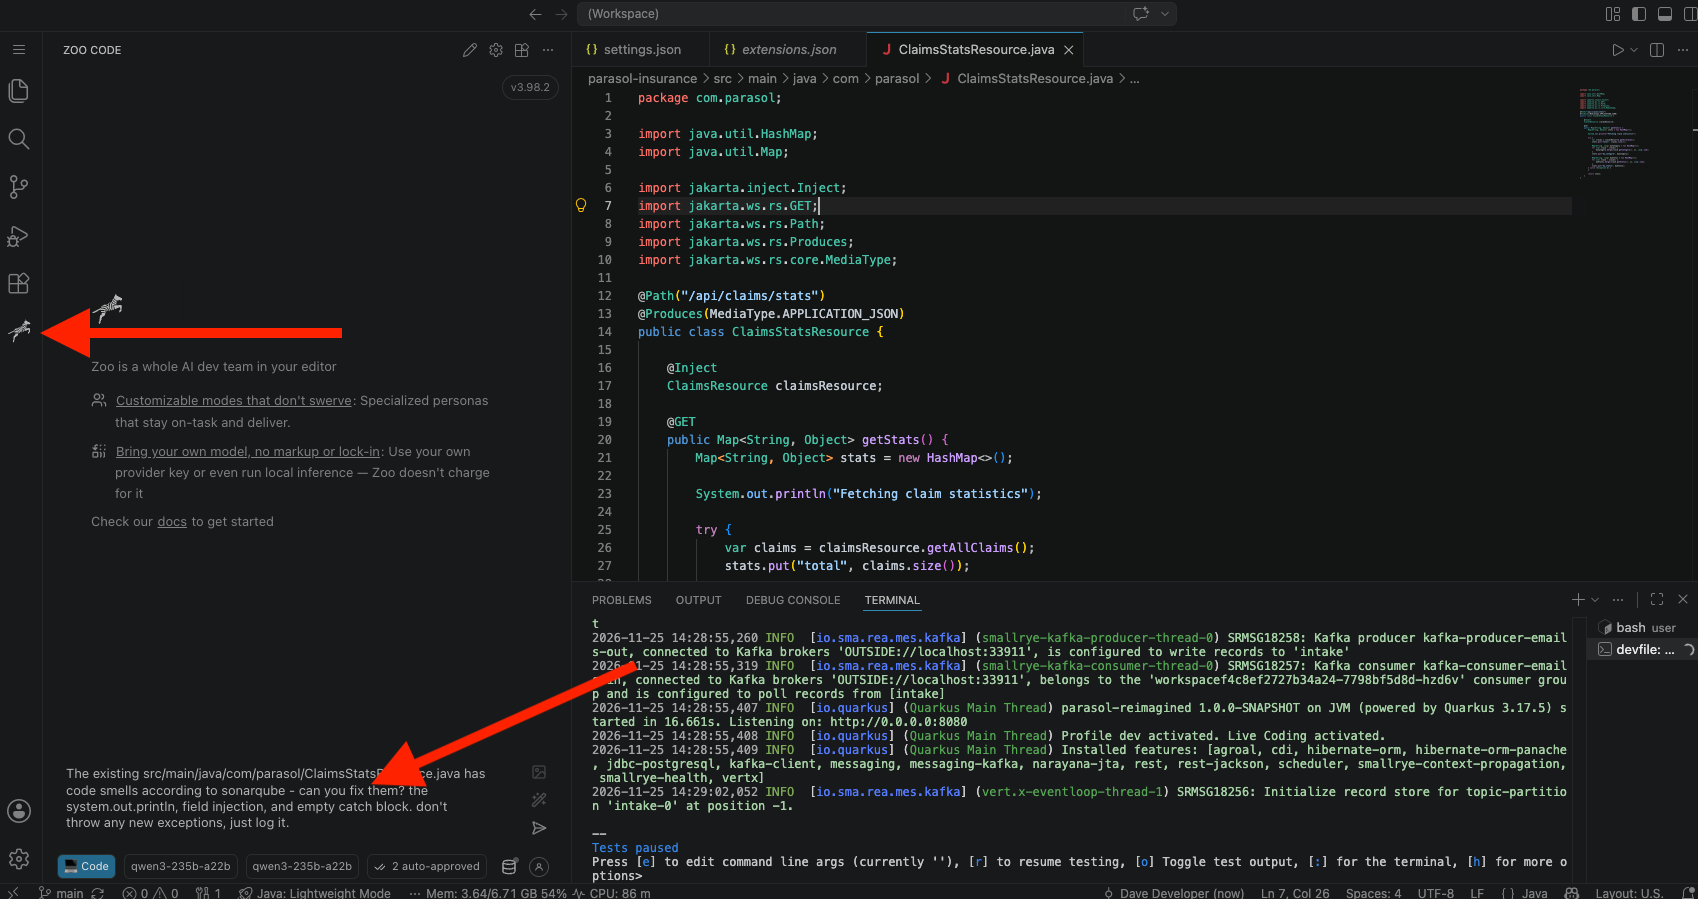 (Workspace)
ZOO CODE
v3.98.2
Zoo is a whole AI dev team in your editor
Customizable modes that don't swerve: Specialized personas
that stay on-task and deliver.
Bring your own model, no markup or lock-in: Use your own
provider key or even run local inference — Zoo doesn't charge
for it
Check our docs to get started
The existing src/main/java/com/parasol/ClaimsStatsResource.java has
code smells according to sonarqube - can you fix them? the
system.out.println, field injection, and empty catch block. don't
throw any new exceptions, just log it.
Code
qwen3-235b-a22b
qwen3-235b-a22b
2 auto-approved
{} settings.json
{} extensions.json
J ClaimsStatsResource.java
parasol-insurance > src > main > java > com > parasol > J ClaimsStatsResource.java > ...
1 package com.parasol;
2
3 import java.util.HashMap;
4 import java.util.Map;
5
6 import jakarta.inject.Inject;
7 import jakarta.ws.rs.GET;
8 import jakarta.ws.rs.Path;
9 import jakarta.ws.rs.Produces;
10 import jakarta.ws.rs.core.MediaType;
11
12 @Path("/api/claims/stats")
13 @Produces(MediaType.APPLICATION_JSON)
14 public class ClaimsStatsResource {
15
16 @Inject
17 ClaimsResource claimsResource;
18
19 @GET
20 public Map<String, Object> getStats() {
21 Map<String, Object> stats = new HashMap<>();
22
23 System.out.println("Fetching claim statistics");
24
25 try {
26 var claims = claimsResource.getAllClaims();
27 stats.put("total", claims.size());
PROBLEMS
OUTPUT
DEBUG CONSOLE
TERMINAL
t
2026-11-25 14:28:55,260 INFO [io.sma.rea.mes.kafka] (smallrye-kafka-producer-thread-0) SRMSG18258: Kafka producer kafka-producer-email
s-out, connected to Kafka brokers 'OUTSIDE://localhost:33911', is configured to write records to 'intake'
-11-25 14:28:55,319 INFO [io.sma.rea.mes.kafka] (smallrye-kafka-consumer-thread-0) SRMSG18257: Kafka consumer kafka-consumer-email
in, connected to Kafka brokers 'OUTSIDE://localhost:33911', belongs to the 'workspacef4c8ef2727b34a24-7798bf5d8d-hzd6v' consumer grou
p and is configured to poll records from [intake]
2026-11-25 14:28:55,407 INFO [io.quarkus] (Quarkus Main Thread) parasol-reimagined 1.0.0-SNAPSHOT on JVM (powered by Quarkus 3.17.5) s
tarted in 16.661s. Listening on: http://0.0.0.0:8080
2026-11-25 14:28:55,408 INFO [io.quarkus] (Quarkus Main Thread) Profile dev activated. Live Coding activated.
2026-11-25 14:28:55,409 INFO [io.quarkus] (Quarkus Main Thread) Installed features: [agroal, cdi, hibernate-orm, hibernate-orm-panache
, jdbc-postgresql, kafka-client, messaging, messaging-kafka, narayana-jta, rest, rest-jackson, scheduler, smallrye-context-propagation,
smallrye-health, vertx]
2026-11-25 14:29:02,052 INFO [io.sma.rea.mes.kafka] (vert.x-eventloop-thread-1) SRMSG18256: Initialize record store for topic-partitio
n 'intake-0' at position -1.
--
Tests paused
Press [e] to edit command line args (currently ''), [r] to resume testing, [o] Toggle test output, [:] for the terminal, [h] for more o
ptions>
bash user
devfile: ...
main
0 0
1
Java: Lightweight Mode
Mem: 3.64/6.71 GB 54%
CPU: 86 m
Dave Developer (now)
Ln 7, Col 26
Spaces: 4
UTF-8
LF
{} Java
Layout: U.S.